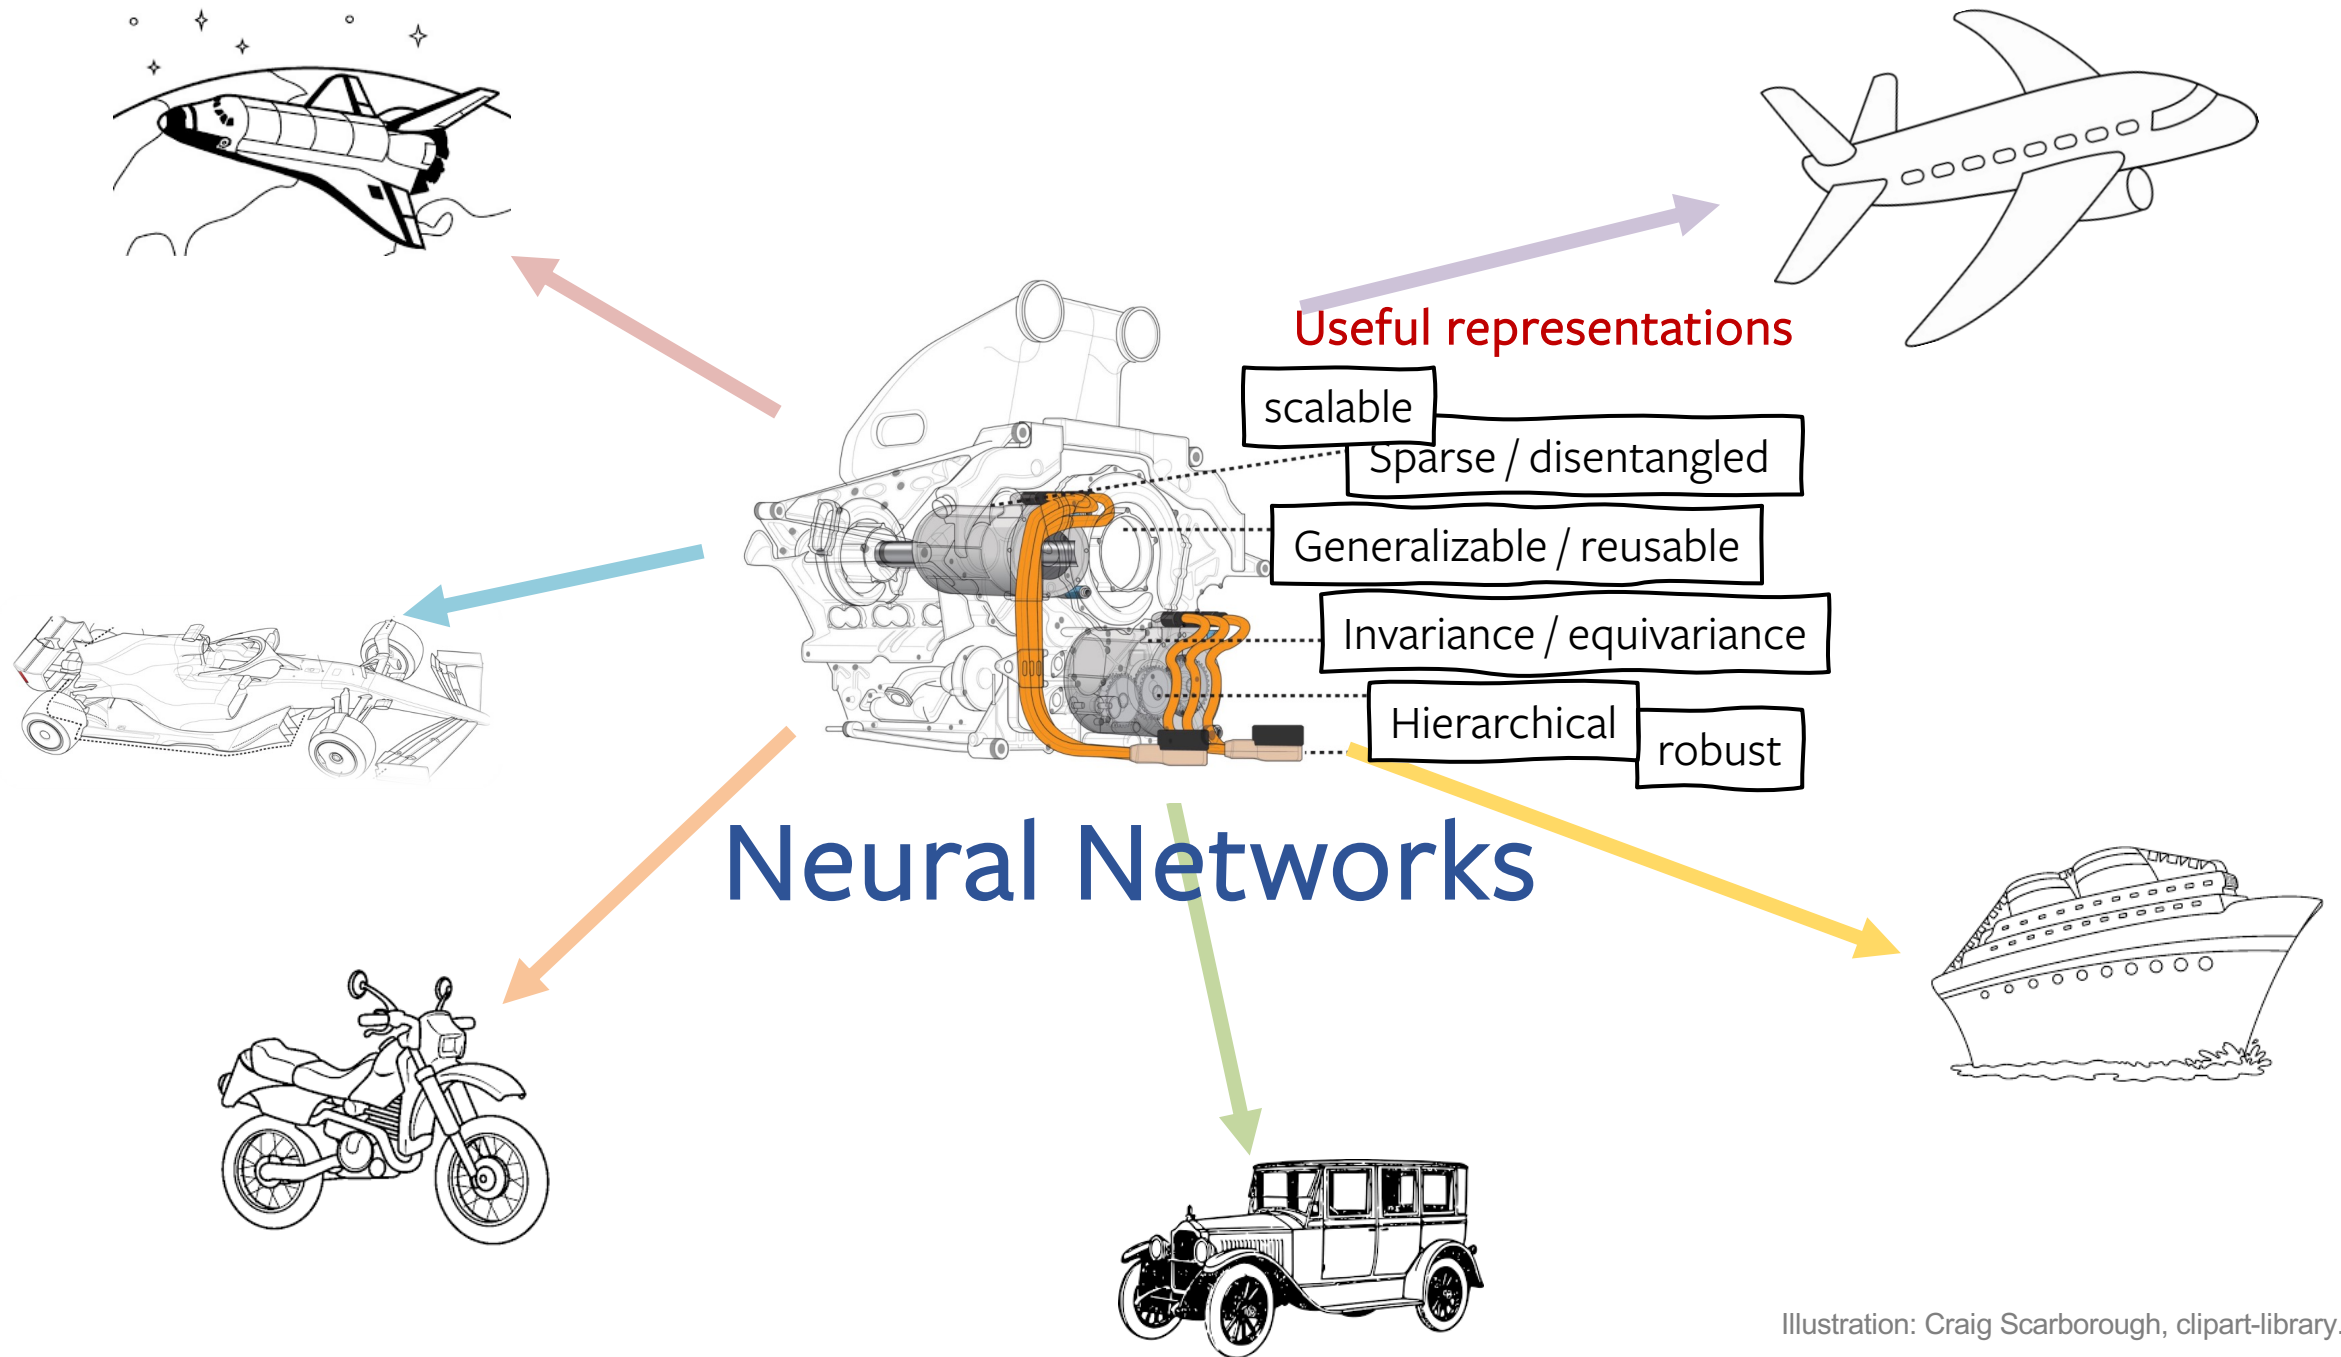 Useful representations
scalable
Sparse / disentangled
Generalizable / reusable
Invariance / equivariance
Hierarchical
robust
Neural Networks
Illustration: Craig Scarborough, clipart-library.